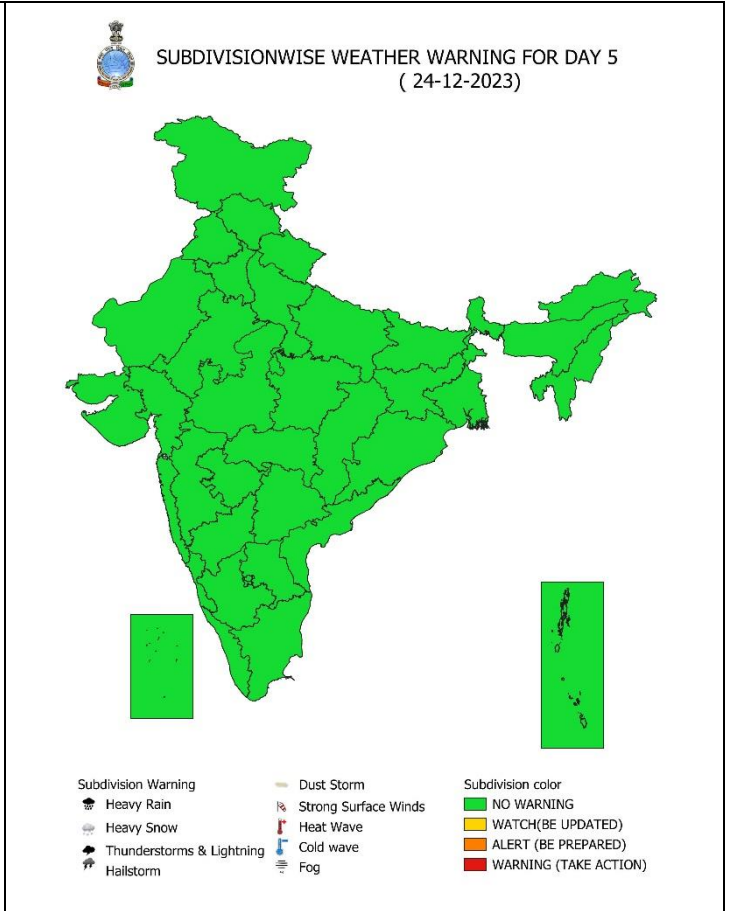 SUBDIVISIONWISE WEATHER WARNING FOR DAY 5
( 24-12-2023)
Subdivision Warning
Heavy Rain
Heavy Snow
Thunderstorms & Lightning
Hailstorm
Dust Storm
Strong Surface Winds
Heat Wave
Cold wave
Fog
Subdivision color
NO WARNING
WATCH(BE UPDATED)
ALERT (BE PREPARED)
WARNING (TAKE ACTION)